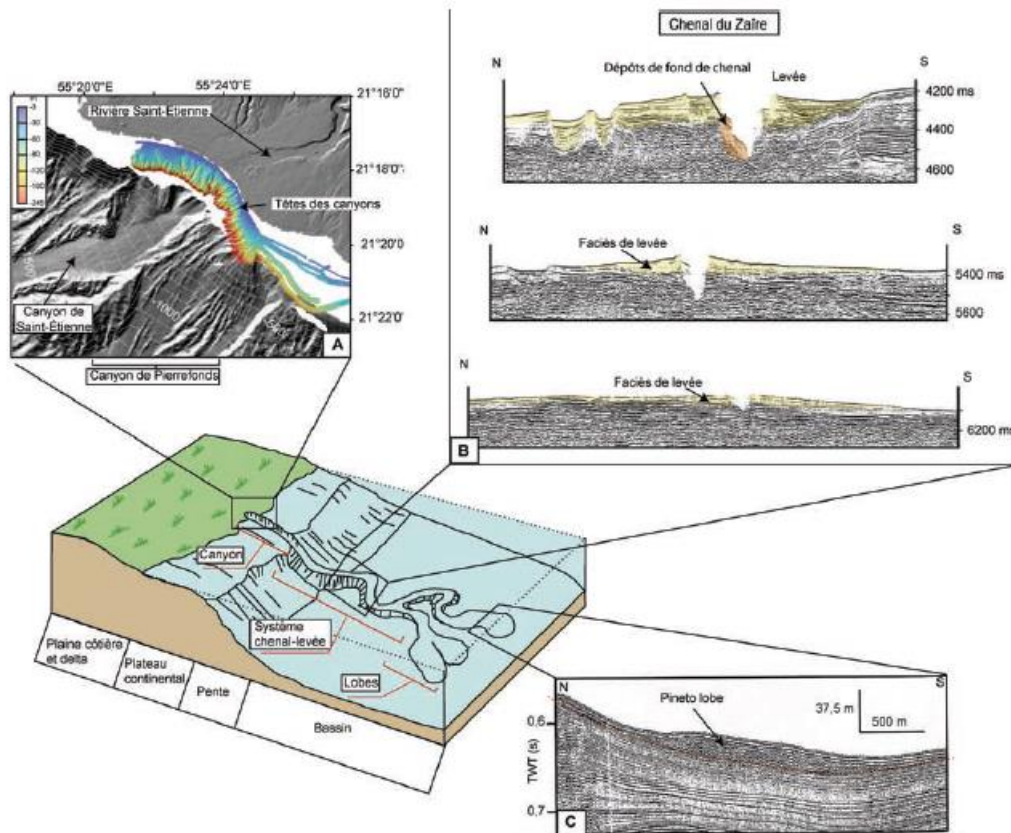 Chenal du Zaïre
N
S
Dépôts de fond de chenal
Levée
4200 ms
4400
4600
Faciès de levée
5400 ms
5600
N
S
Faciès de levée
6200 ms
B
55°20'0"E
55°24'0"E
Rivière Saint-Étienne
21°16'0"
21°18'0"
Têtes des canyons
21°20'0
21°22'0
Canyon de
Saint-Étienne
-1000
A
Canyon de Pierrefonds
Canyon
Système
chenal-levée
Lobes
Plaine côtière
et delta
Plateau
continental
Pente
Bassin
N
S
Pineto lobe
37,5 m
500 m
0,6
TWT (s)
0,7
C